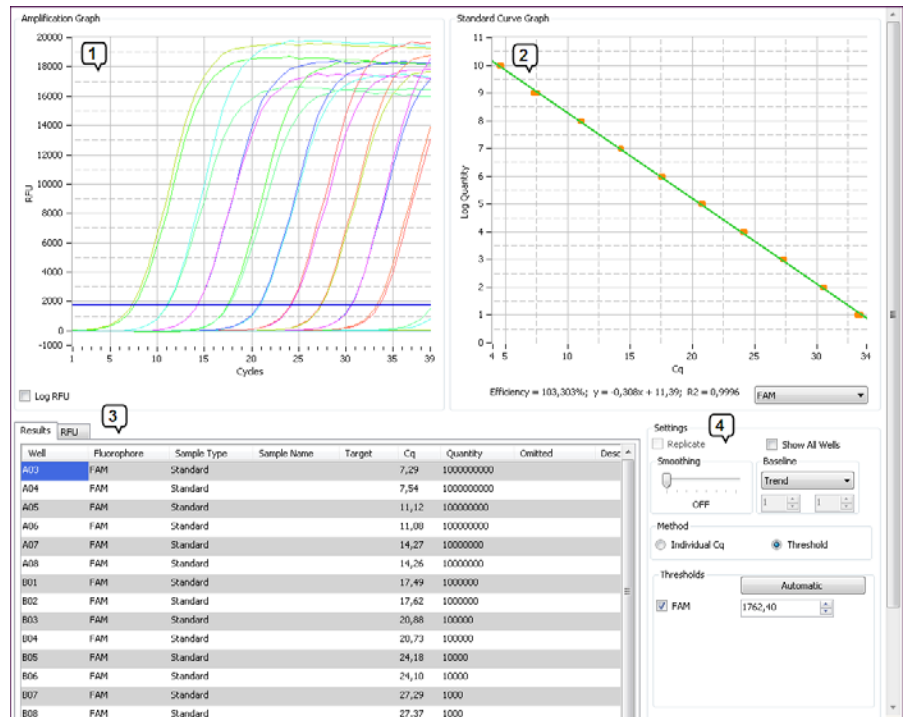 Amplification Graph
1
20000
18000
16000
14000
12000
10000
8000
6000
4000
2000
0
-1000
RFU
1 5 10 15 20 25 30 35 39
Cycles
Log RFU
Standard Curve Graph
2
11
10
9
8
7
6
5
4
3
2
1
0
Log Quantity
4 5 10 15 20 25 30 34
Cq
Efficiency = 103,303%; y = -0,308x + 11,39; R2 = 0,9996 FAM
3
Results RFU
Well Fluorophore Sample Type Sample Name Target Cq Quantity Omitted Desc
A03 FAM Standard 7,29 1000000000
A04 FAM Standard 7,54 1000000000
A05 FAM Standard 11,12 100000000
A06 FAM Standard 11,08 100000000
A07 FAM Standard 14,27 10000000
A08 FAM Standard 14,26 10000000
B01 FAM Standard 17,49 1000000
B02 FAM Standard 17,62 1000000
B03 FAM Standard 20,88 100000
B04 FAM Standard 20,73 100000
B05 FAM Standard 24,18 10000
B06 FAM Standard 24,10 10000
B07 FAM Standard 27,29 1000
B08 FAM Standard 27,37 1000
Settings
4
Replicate Show All Wells
Smoothing
OFF
Baseline
Trend
1 1
Method
Individual Cq Threshold
Thresholds
Automatic
FAM 1762,40